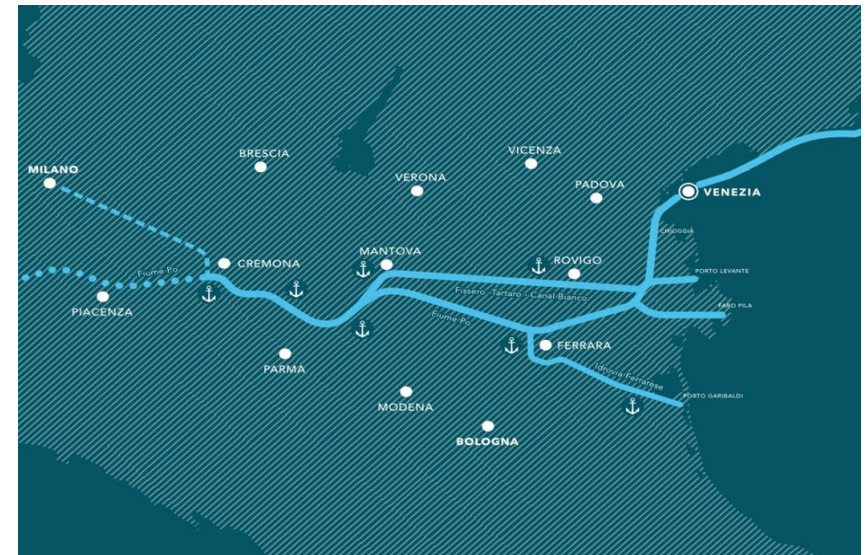 VICENZA
BRESCIA
MILANO
VERONA
PADOVA
VENEZIA
CHIOGGIA
MANTOVA
CREMONA
ROVIGO
Fiume Po
PORTO LEVANTE
Fissero - Tartaro - Canal Bianco
PIACENZA
FARO PILA
Fiume Po
FERRARA
PARMA
Idrovia Ferrarese
MODENA
PORTO GARIBALDI
BOLOGNA